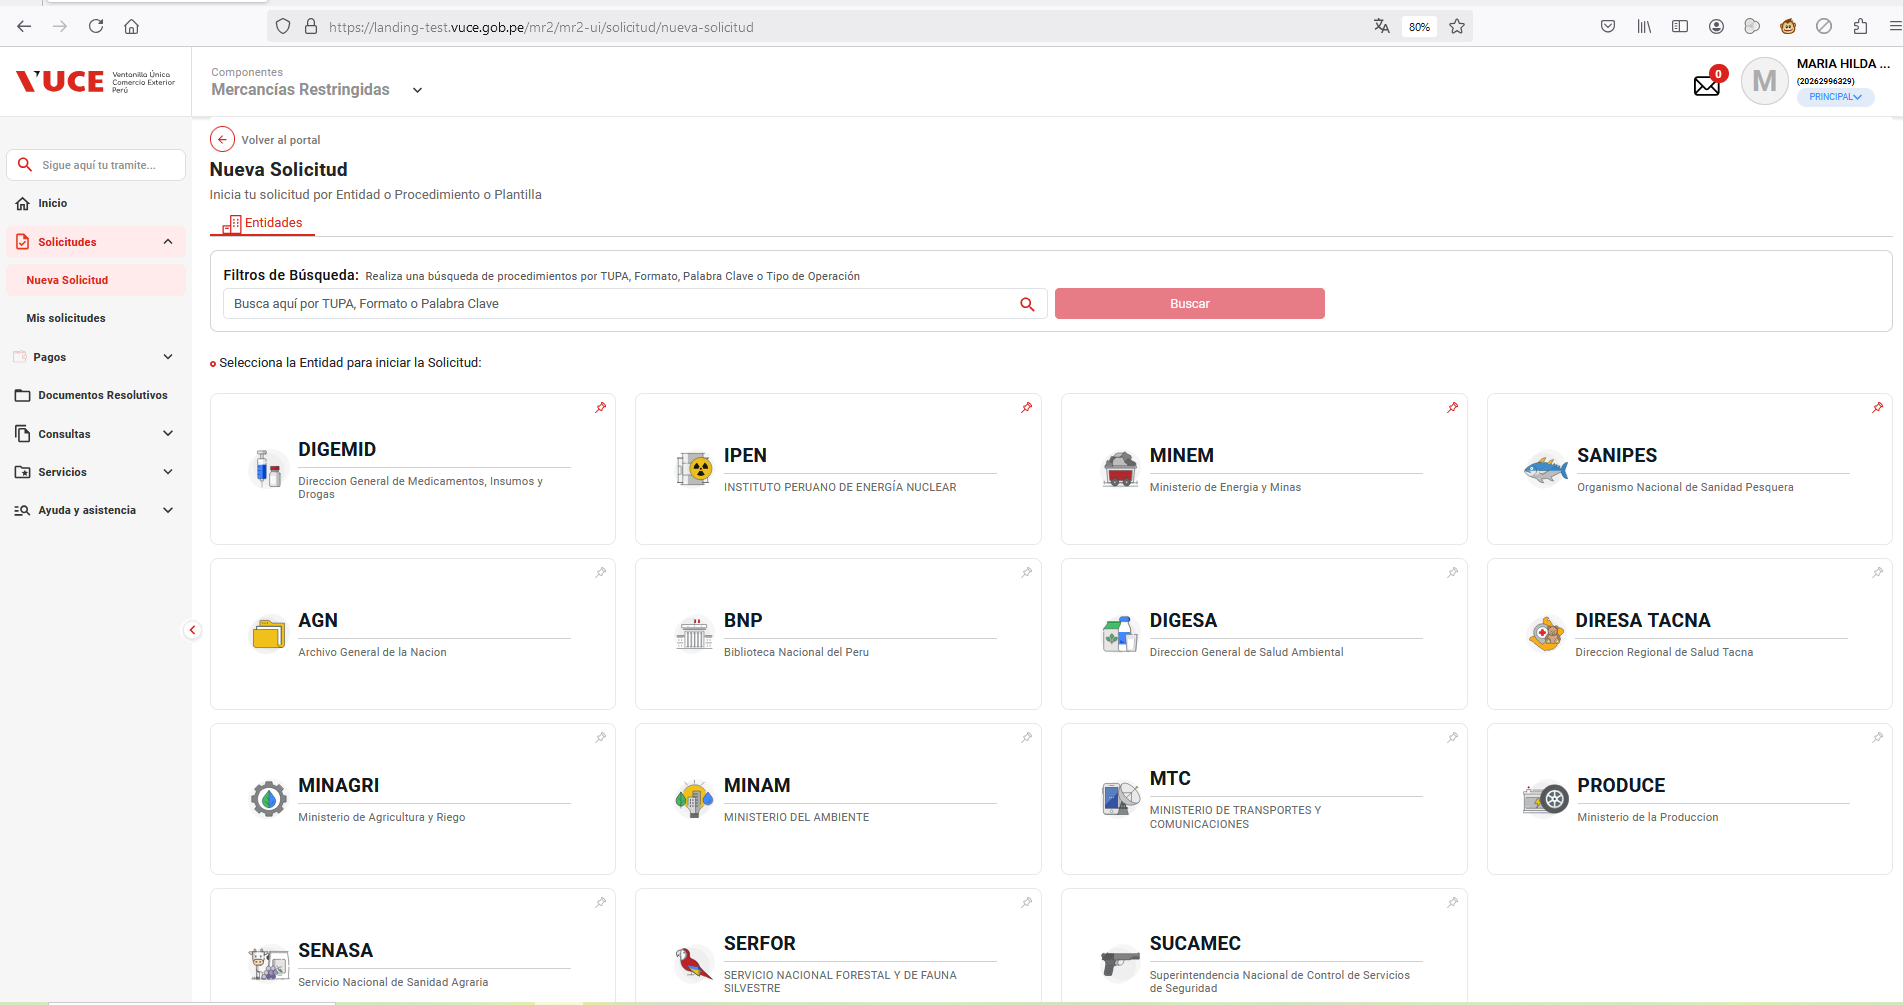 https://landing-test.vuce.gob.pe/mr2/mr2-ui/solicitud/nueva-solicitud
80%
VUCE
Ventanilla Única
Comercio Exterior
Perú
Componentes
Mercancías Restringidas
0
M
MARIA HILDA ...
(20262996329)
PRINCIPAL
Sigue aquí tu tramite...
Inicio
Solicitudes
Nueva Solicitud
Mis solicitudes
Pagos
Documentos Resolutivos
Consultas
Servicios
Ayuda y asistencia
Volver al portal
Nueva Solicitud
Inicia tu solicitud por Entidad o Procedimiento o Plantilla
Entidades
Filtros de Búsqueda: Realiza una búsqueda de procedimientos por TUPA, Formato, Palabra Clave o Tipo de Operación
Busca aquí por TUPA, Formato o Palabra Clave
Buscar
Selecciona la Entidad para iniciar la Solicitud:
DIGEMID
Direccion General de Medicamentos, Insumos y
Drogas
IPEN
INSTITUTO PERUANO DE ENERGÍA NUCLEAR
MINEM
Ministerio de Energia y Minas
SANIPES
Organismo Nacional de Sanidad Pesquera
AGN
Archivo General de la Nacion
BNP
Biblioteca Nacional del Peru
DIGESA
Direccion General de Salud Ambiental
DIRESA TACNA
Direccion Regional de Salud Tacna
MINAGRI
Ministerio de Agricultura y Riego
MINAM
MINISTERIO DEL AMBIENTE
MTC
MINISTERIO DE TRANSPORTES Y
COMUNICACIONES
PRODUCE
Ministerio de la Produccion
SENASA
Servicio Nacional de Sanidad Agraria
SERFOR
SERVICIO NACIONAL FORESTAL Y DE FAUNA
SILVESTRE
SUCAMEC
Superintendencia Nacional de Control de Servicios
de Seguridad